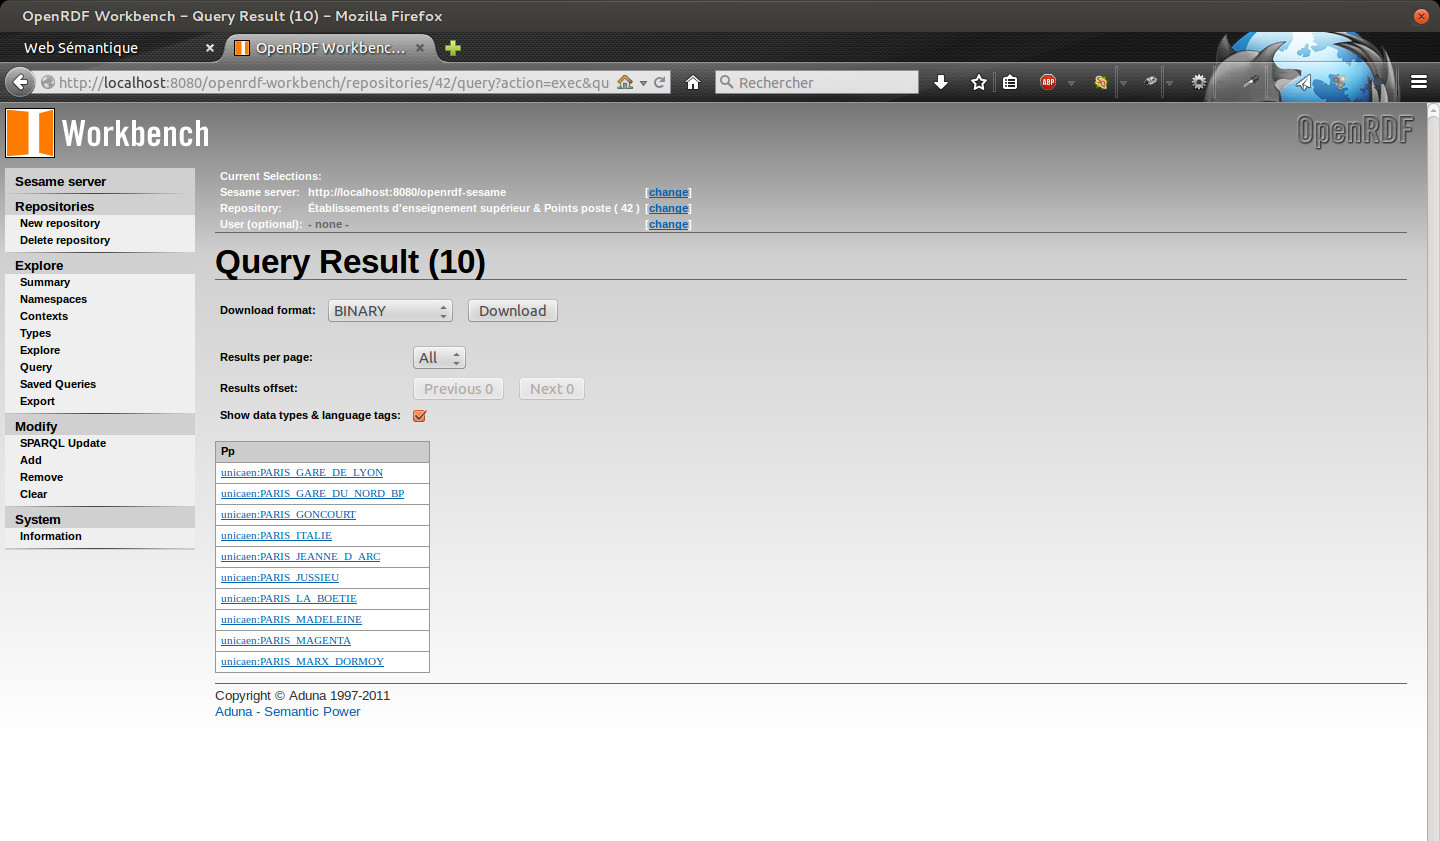 OpenRDF Workbench - Query Result (10) - Mozilla Firefox
Web Sémantique
OpenRDF Workbenc...
http://localhost:8080/openrdf-workbench/repositories/42/query?action=exec&qu
Rechercher
ABP
Workbench
OpenRDF
Sesame server
Repositories
New repository
Delete repository
Explore
Summary
Namespaces
Contexts
Types
Explore
Query
Saved Queries
Export
Modify
SPARQL Update
Add
Remove
Clear
System
Information
Current Selections:
Sesame server: http://localhost:8080/openrdf-sesame [change]
Repository: Établissements d'enseignement supérieur & Points poste ( 42 ) [change]
User (optional): - none - [change]
Query Result (10)
Download format: BINARY Download
Results per page: All
Results offset: Previous 0 Next 0
Show data types & language tags:
Pp
unicaen:PARIS_GARE_DE_LYON
unicaen:PARIS_GARE_DU_NORD_BP
unicaen:PARIS_GONCOURT
unicaen:PARIS_ITALIE
unicaen:PARIS_JEANNE_D_ARC
unicaen:PARIS_JUSSIEU
unicaen:PARIS_LA_BOETIE
unicaen:PARIS_MADELEINE
unicaen:PARIS_MAGENTA
unicaen:PARIS_MARX_DORMOY
Copyright © Aduna 1997-2011
Aduna - Semantic Power